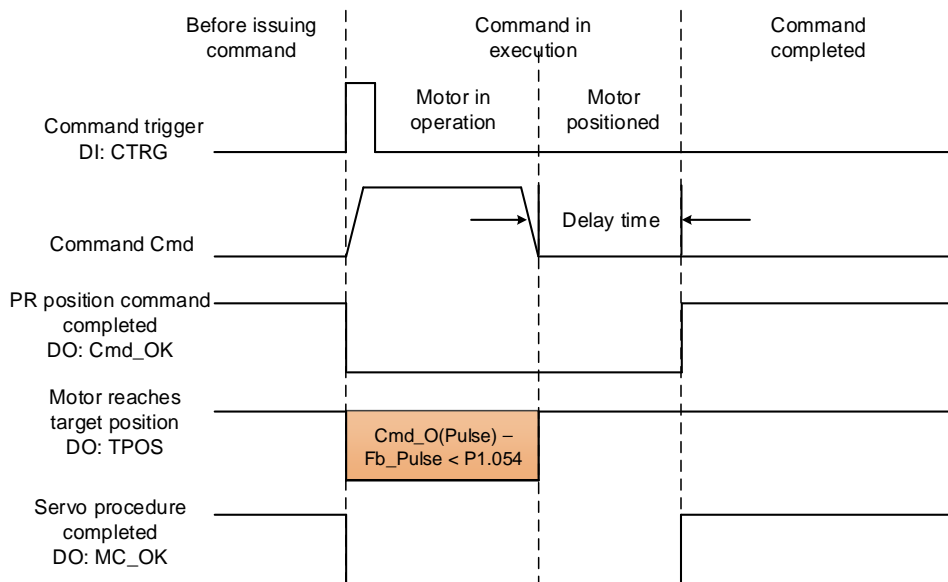 Before issuing
command
Command in
execution
Command
completed
Motor in
operation
Motor
positioned
Command trigger
DI: CTRG
Delay time
Command Cmd
PR position command
completed
DO: Cmd_OK
Motor reaches
target position
DO: TPOS
Cmd_O(Pulse) –
Fb_Pulse < P1.054
Servo procedure
completed
DO: MC_OK